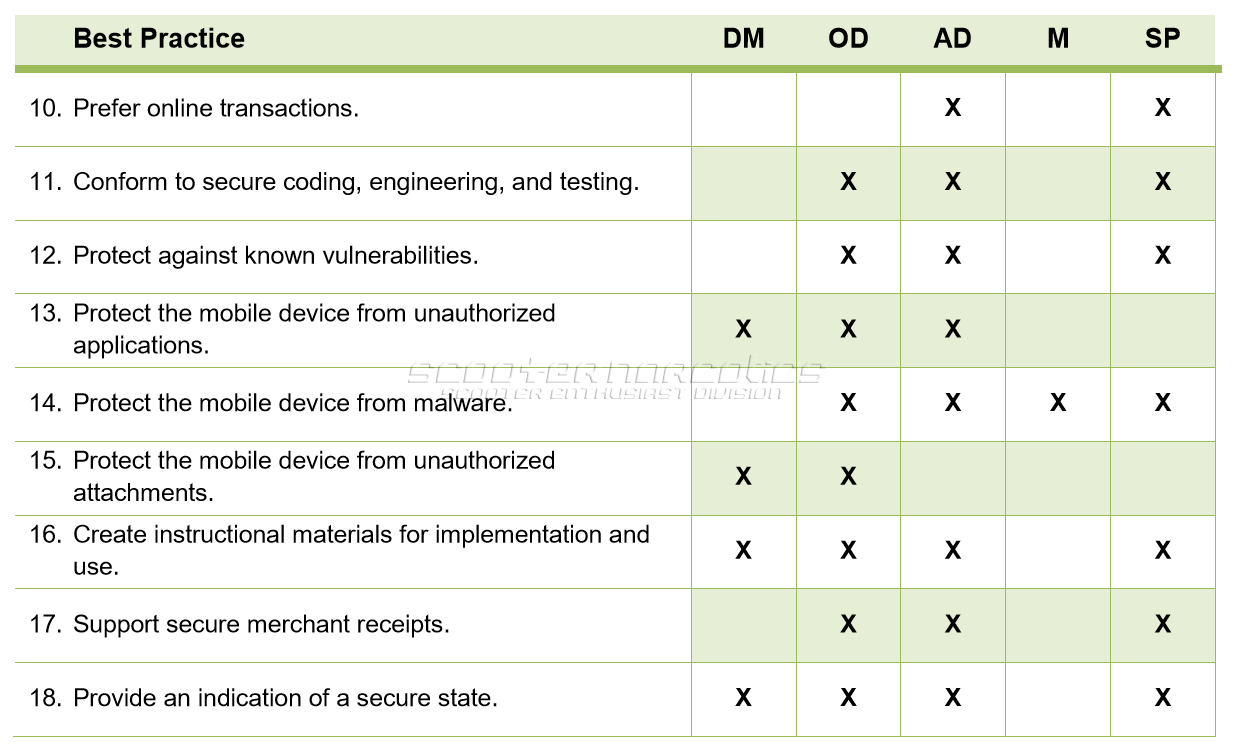 Best Practice DM OD AD M SP
10. Prefer online transactions. X X
11. Conform to secure coding, engineering, and testing. X X X
12. Protect against known vulnerabilities. X X X
13. Protect the mobile device from unauthorized
applications. X X X
scooternarcotics
SCOOTER ENTHUSIAST DIVISION
14. Protect the mobile device from malware. X X X X
15. Protect the mobile device from unauthorized
attachments. X X
16. Create instructional materials for implementation and
use. X X X X
17. Support secure merchant receipts. X X X
18. Provide an indication of a secure state. X X X X